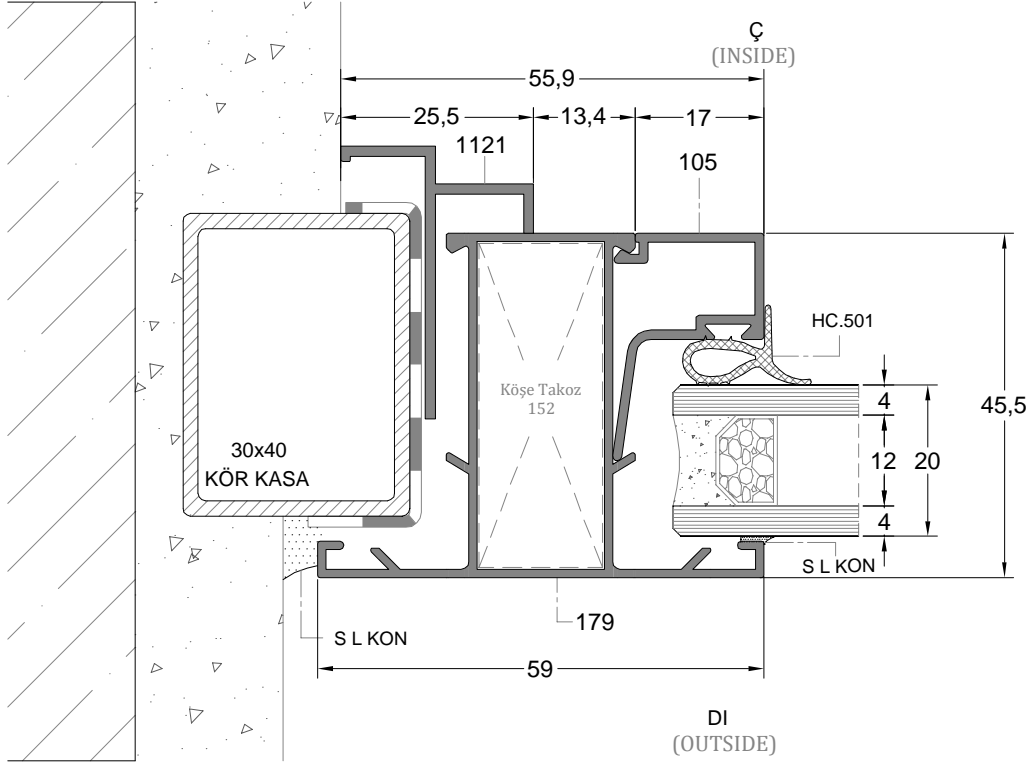 Ç
(INSIDE)
55,9
25,5
13,4
17
1121
105
HC.501
Köşe Takoz
152
4
45,5
30x40
KÖR KASA
12
20
4
S L KON
179
S L KON
59
DI
(OUTSIDE)